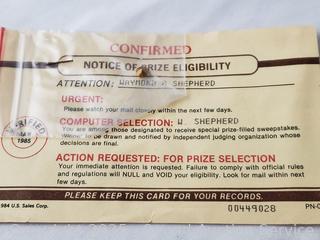 CONFIRMED
NOTICE OF PRIZE ELIGIBILITY
ATTENTION: WAYMOND SHEPHERD
URGENT:
Please watch your mail closely within the next few days.
COMPUTER SELECTION: W. SHEPHERD
You are among those designated to receive special prize-filled sweepstakes.
to be drawn and notified by independent judging organization whose
decisions are final.
VERIFIED
MAR
1985
ACTION REQUESTED: FOR PRIZE SELECTION
Your immediate attention is requested. Failure to comply with official rules
and regulations will NULL and VOID your eligibility. Look for mail within next
few days.
PLEASE KEEP THIS CARD FOR YOUR RECORDS.
1984 U.S. Sales Corp.
00449028
PN-